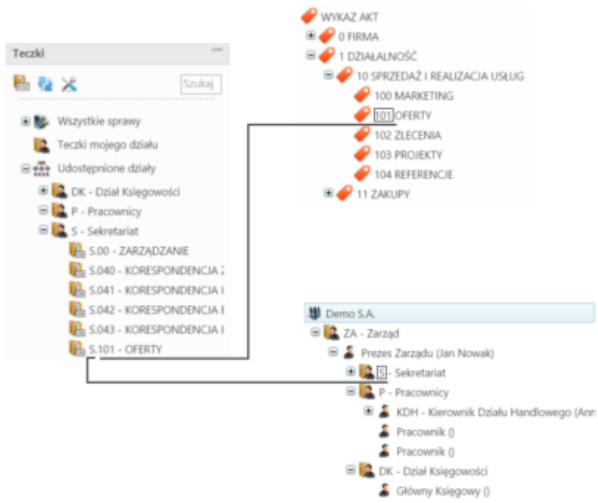 Teczki
Szukaj
Wszystkie sprawy
Teczki mojego działu
Udostępnione działy
DK - Dział Księgowości
P - Pracownicy
S - Sekretariat
S.00 - ZARZĄDZANIE
S.040 - KORESPONDENCJA
S.041 - KORESPONDENCJA
S.042 - KORESPONDENCJA
S.043 - KORESPONDENCJA
S.101 - OFERTY
WYKAZ AKT
0 FIRMA
1 DZIAŁALNOŚĆ
10 SPRZEDAŻ I REALIZACJA USŁUG
100 MARKETING
101 OFERTY
102 ZLECENIA
103 PROJEKTY
104 REFERENCJE
11 ZAKUPY
Demo S.A.
ZA - Zarząd
Prezes Zarządu (Jan Nowak)
S - Sekretariat
P - Pracownicy
KDH - Kierownik Działu Handlowego (Anr
Pracownik ()
Pracownik ()
DK - Dział Księgowości
Główny Księgowy ()